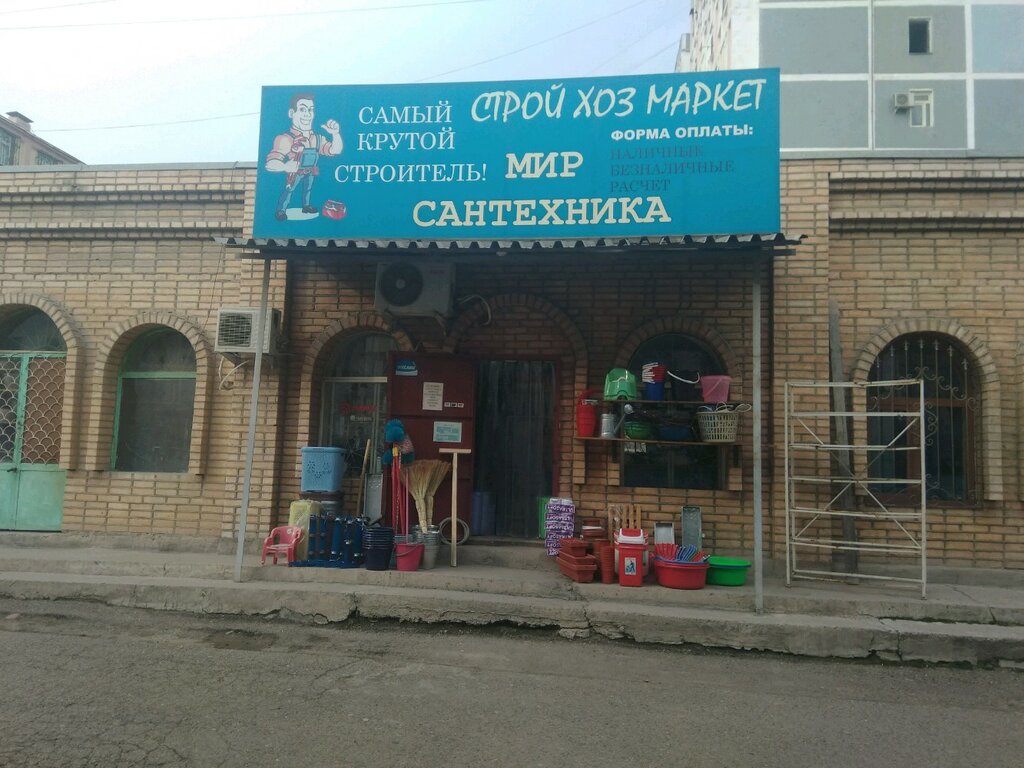 САМЫЙ
КРУТОЙ
СТРОИТЕЛЬ!
СТРОЙ ХОЗ МАРКЕТ
МИР
САНТЕХНИКА
ФОРМА ОПЛАТЫ:
НАЛИЧНЫЕ
БЕЗНАЛИЧНЫЕ
РАСЧЕТ